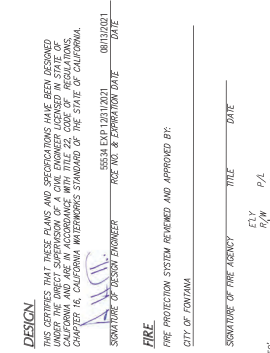 DESIGN
THIS CERTIFIES THAT THESE PLANS AND SPECIFICATIONS HAVE BEEN DESIGNED
UNDER THE DIRECT SUPERVISION OF A CIVIL ENGINEER LICENSED IN STATE OF
CALIFORNIA AND ARE IN ACCORDANCE WITH TITLE 22, CODE OF REGULATIONS,
CHAPTER 16, CALIFORNIA WATERWORKS STANDARD OF THE STATE OF CALIFORNIA.
55534 EXP 12/31/2021 08/13/2021
SIGNATURE OF DESIGN ENGINEER RCE NO. & EXPIRATION DATE DATE
FIRE
FIRE PROTECTION SYSTEM REVIEWED AND APPROVED BY:
CITY OF FONTANA
SIGNATURE OF FIRE AGENCY TITLE DATE
E'LY
R/W P/L